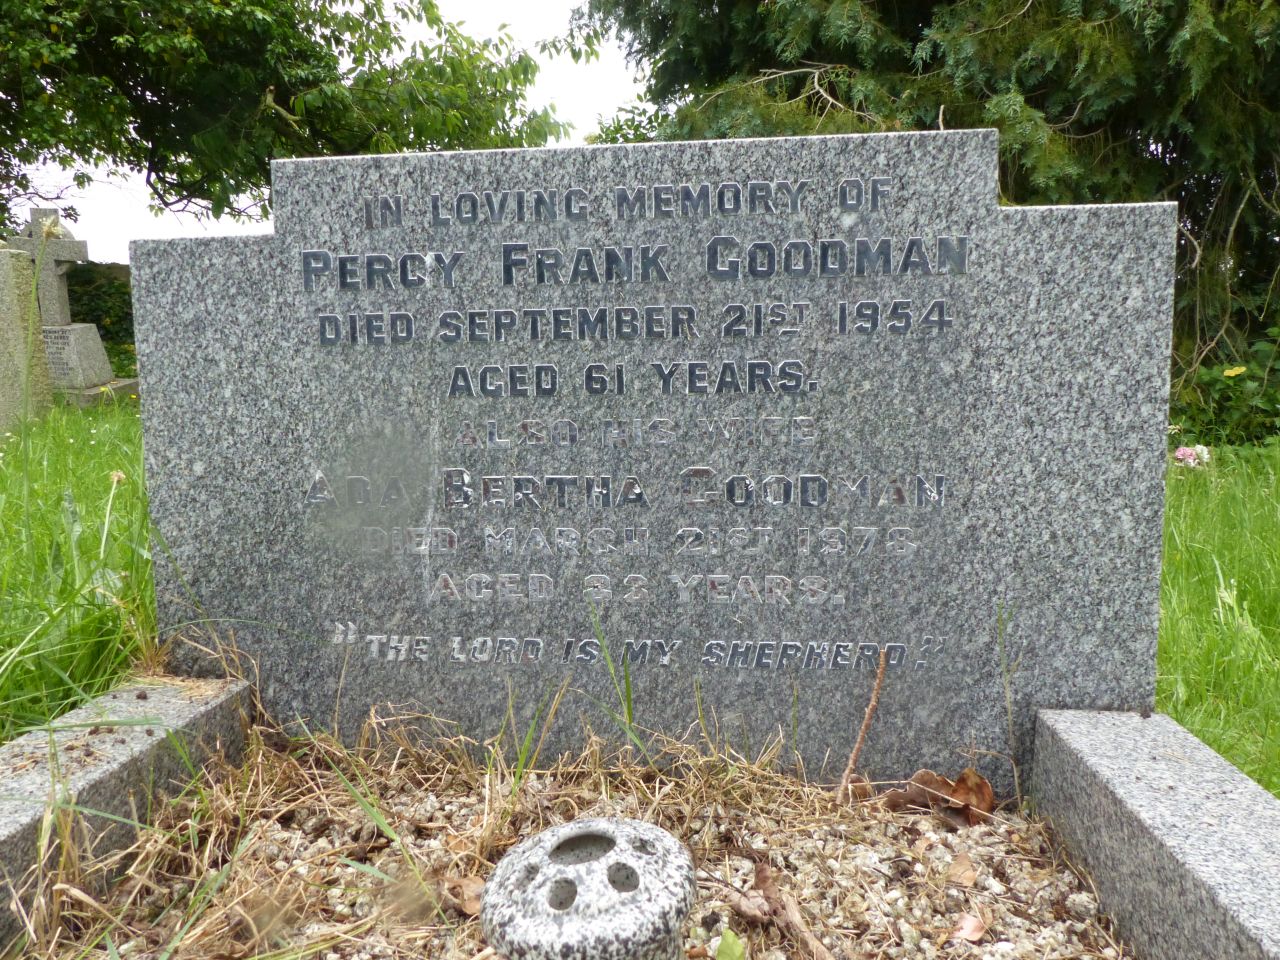 IN LOVING MEMORY OF
PERCY FRANK GOODMAN
DIED SEPTEMBER 21ST 1954
AGED 61 YEARS.
ALSO HIS WIFE
ADA BERTHA GOODMAN
DIED MARCH 21ST 1978
AGED YEARS.
"THE LORD IS MY SHEPHERD."